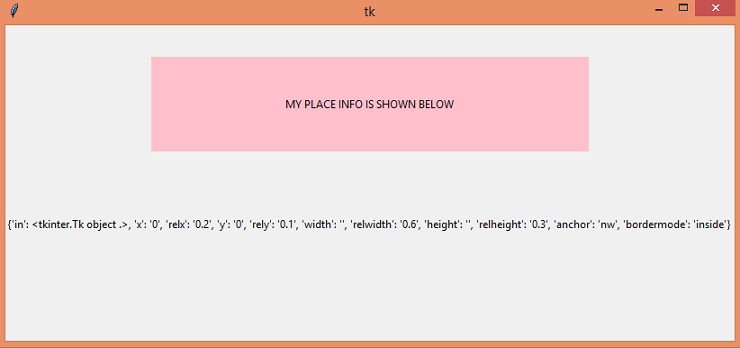 tk
MY PLACE INFO IS SHOWN BELOW
{'in': <tkinter.Tk object .>, 'x': '0', 'relx': '0.2', 'y': '0', 'rely': '0.1', 'width': '', 'relwidth': '0.6', 'height': '', 'relheight': '0.3', 'anchor': 'nw', 'bordermode': 'inside'}